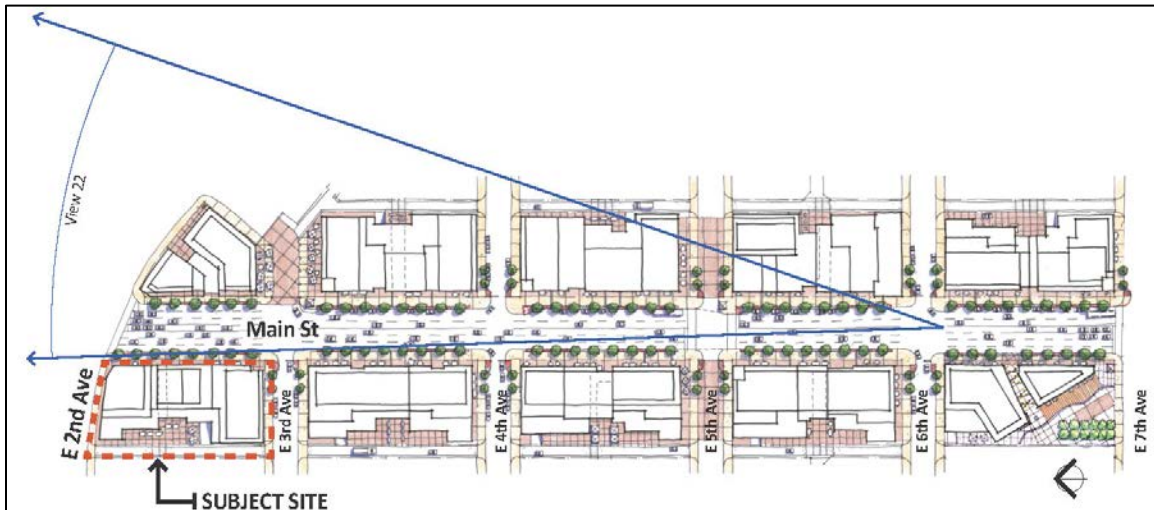 View 22
Main St
E 2nd Ave
E 3rd Ave
E 4th Ave
E 5th Ave
E 6th Ave
E 7th Ave
SUBJECT SITE